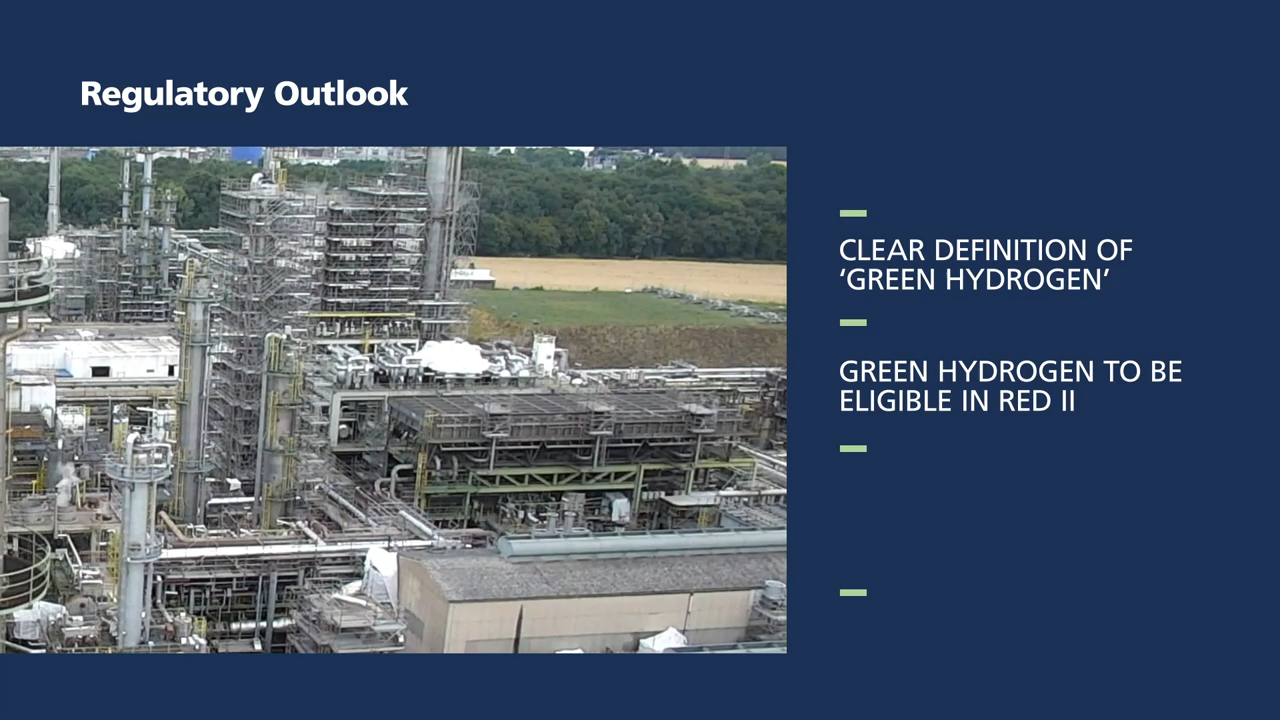 Regulatory Outlook
CLEAR DEFINITION OF
‘GREEN HYDROGEN’
GREEN HYDROGEN TO BE
ELIGIBLE IN RED II